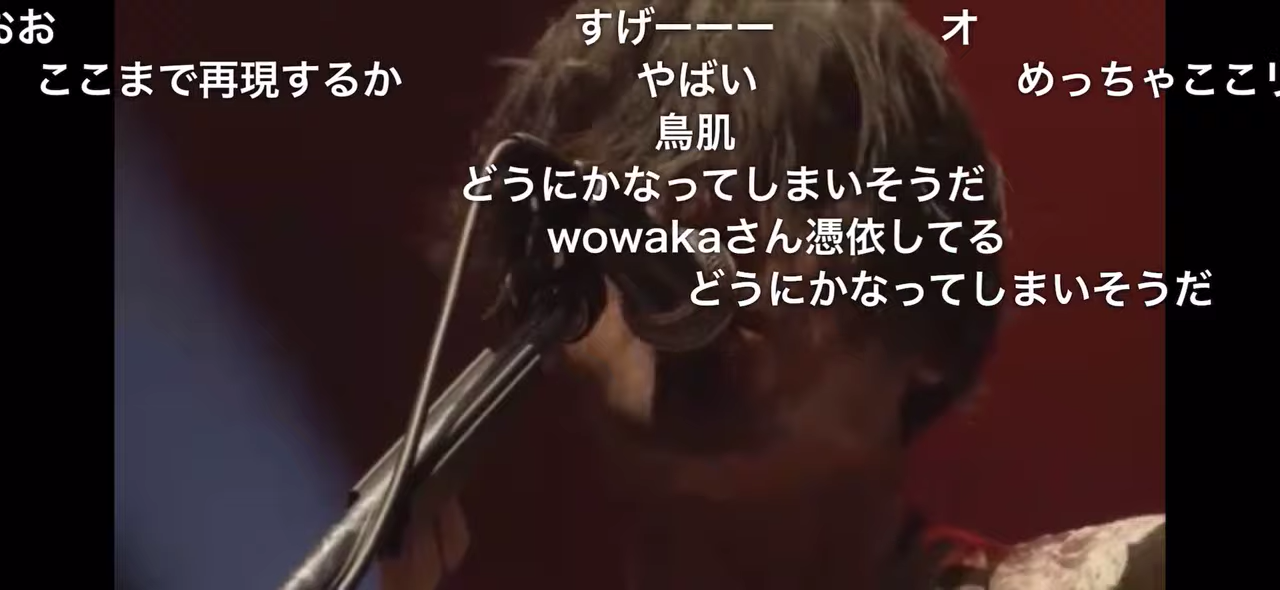 おお すげーーー オ
ここまで再現するか やばい めっちゃここ
鳥肌
どうにかなってしまいそうだ
wowakaさん憑依してる
どうにかなってしまいそうだ